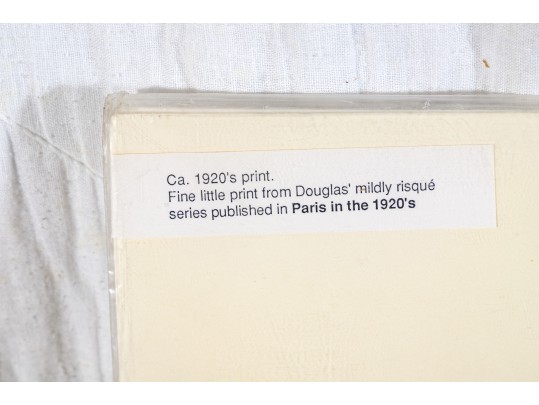 Ca. 1920's print.
Fine little print from Douglas' mildly risqué
series published in Paris in the 1920's